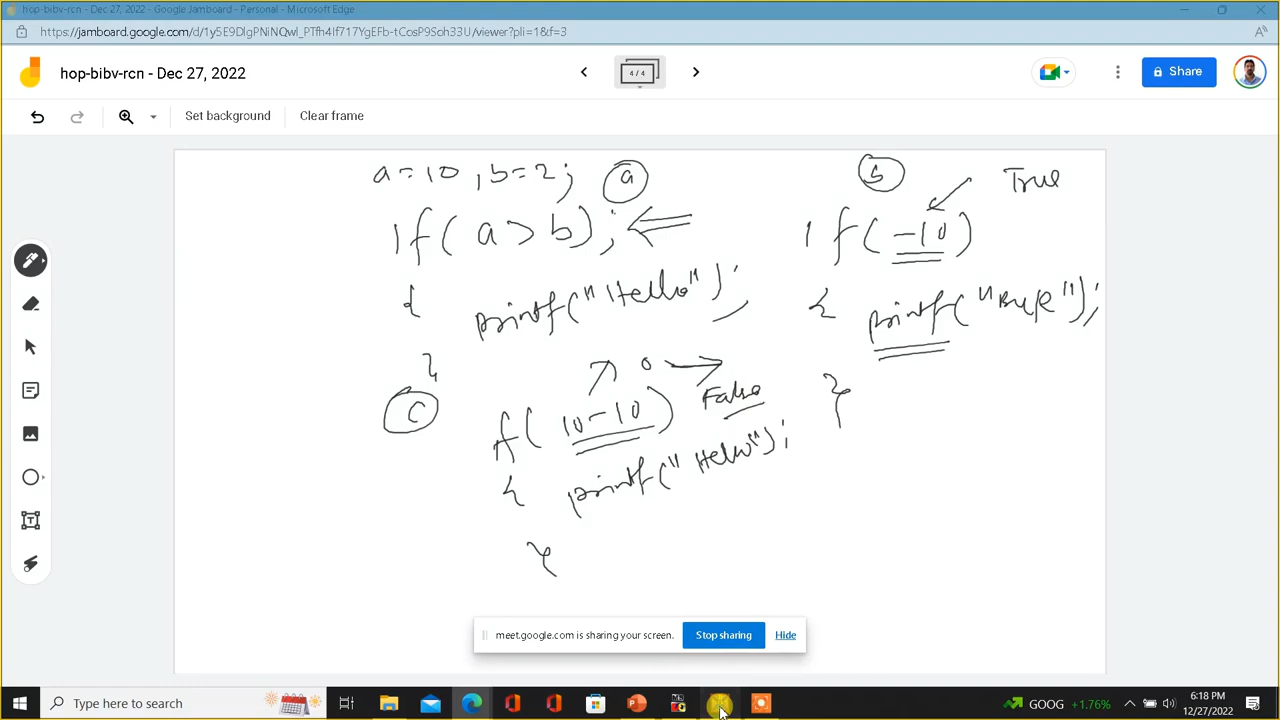 hop-bibv-rcn - Dec 27, 2022 - Google Jamboard - Personal - Microsoft Edge
https://jamboard.google.com/d/1y5E9DlgPNiNQwl_PTfh4If717YgEFb-tCosP9Soh33U/viewer?pli=1&tf=3
hop-bibv-rcn - Dec 27, 2022
4 / 4
Share
Set background
Clear frame
a=10, b=2; a
If( a > b);
{ printf("Hello");
}
b
True
If( -10)
{ printf("Bye");
}
C
0
If( 10-10) False
{ printf("Hello");
}
meet.google.com is sharing your screen.
Stop sharing
Hide
Type here to search
GOOG +1.76%
6:18 PM
12/27/2022